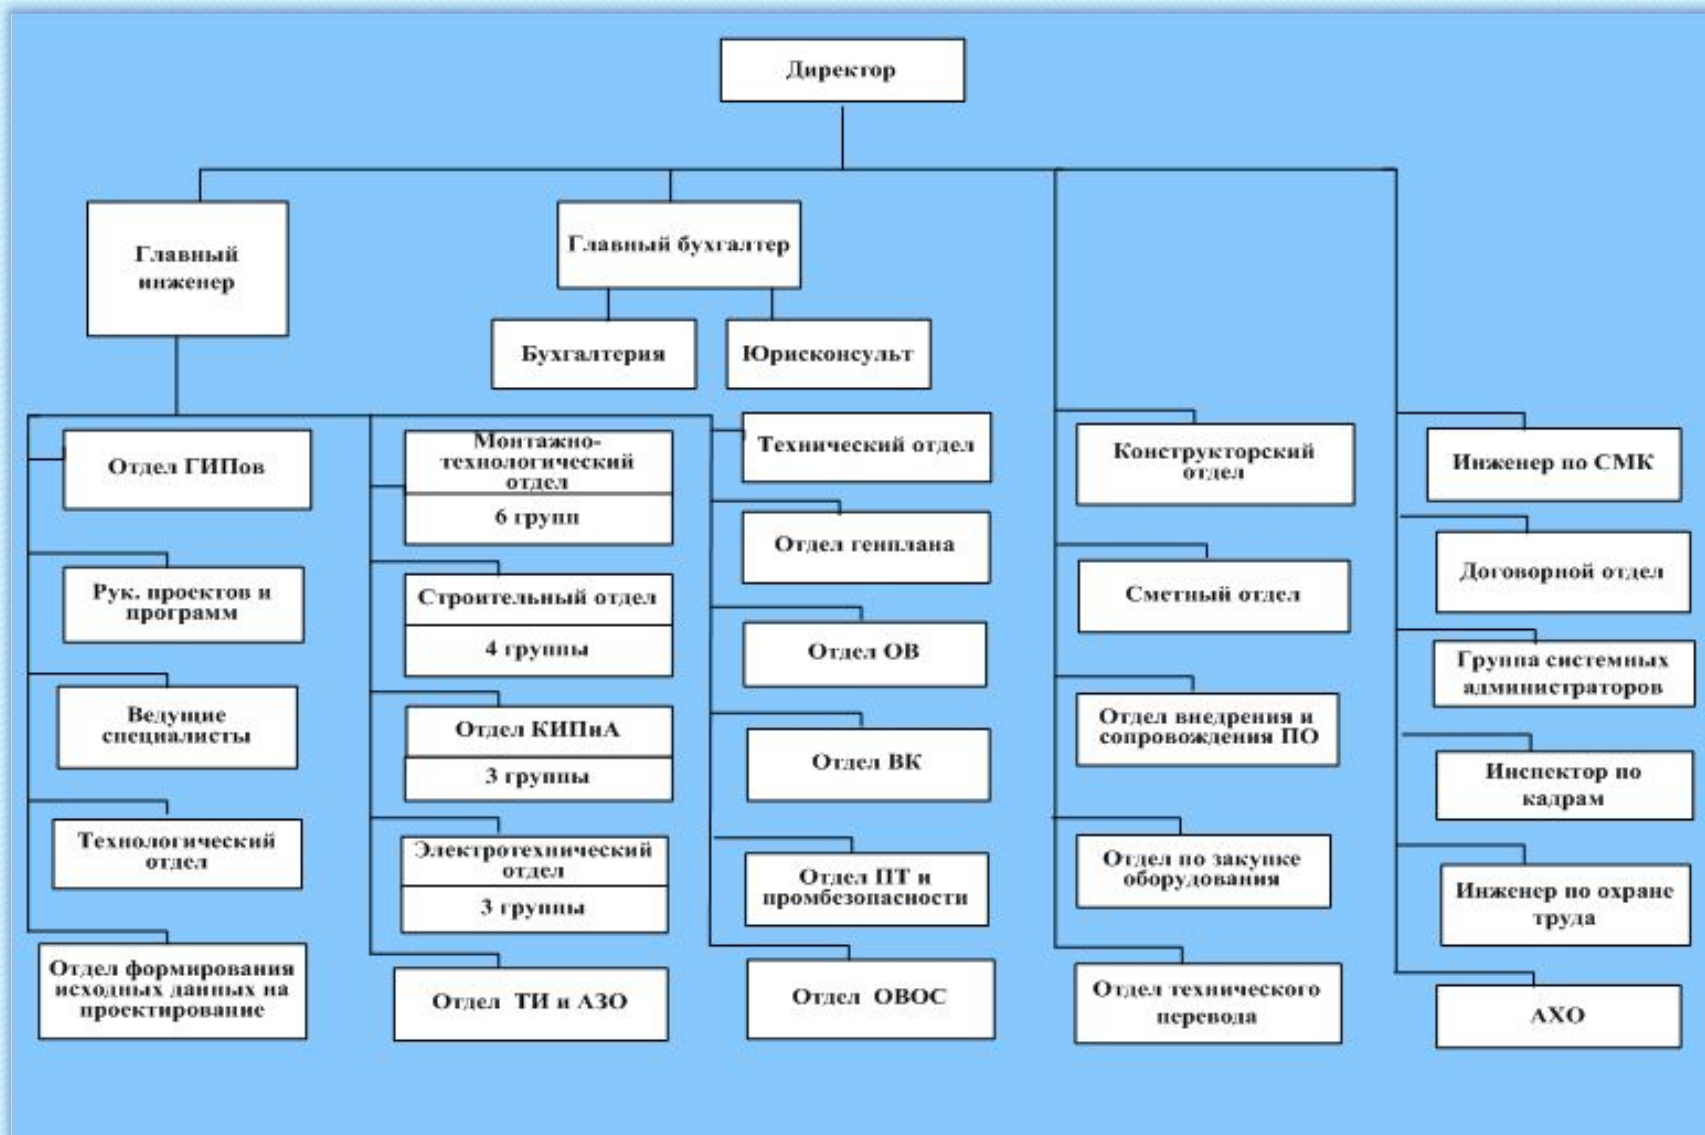 Директор
Главный
инженер
Главный бухгалтер
Бухгалтерия
Юрисконсульт
Отдел ГИПов
Рук. проектов и
программ
Ведущие
специалисты
Технологический
отдел
Отдел формирования
исходных данных на
проектирование
Монтажно-
технологический
отдел
6 групп
Строительный отдел
4 группы
Отдел КИПиА
3 группы
Электротехнический
отдел
3 группы
Отдел ТИ и АЗО
Технический отдел
Отдел генплана
Отдел ОВ
Отдел ВК
Отдел ПТ и
промбезопасности
Отдел ОВОС
Конструкторский
отдел
Сметный отдел
Отдел внедрения и
сопровождения ПО
Отдел по закупке
оборудования
Отдел технического
перевода
Инженер по СМК
Договорной отдел
Группа системных
администраторов
Инспектор по
кадрам
Инженер по охране
труда
АХО